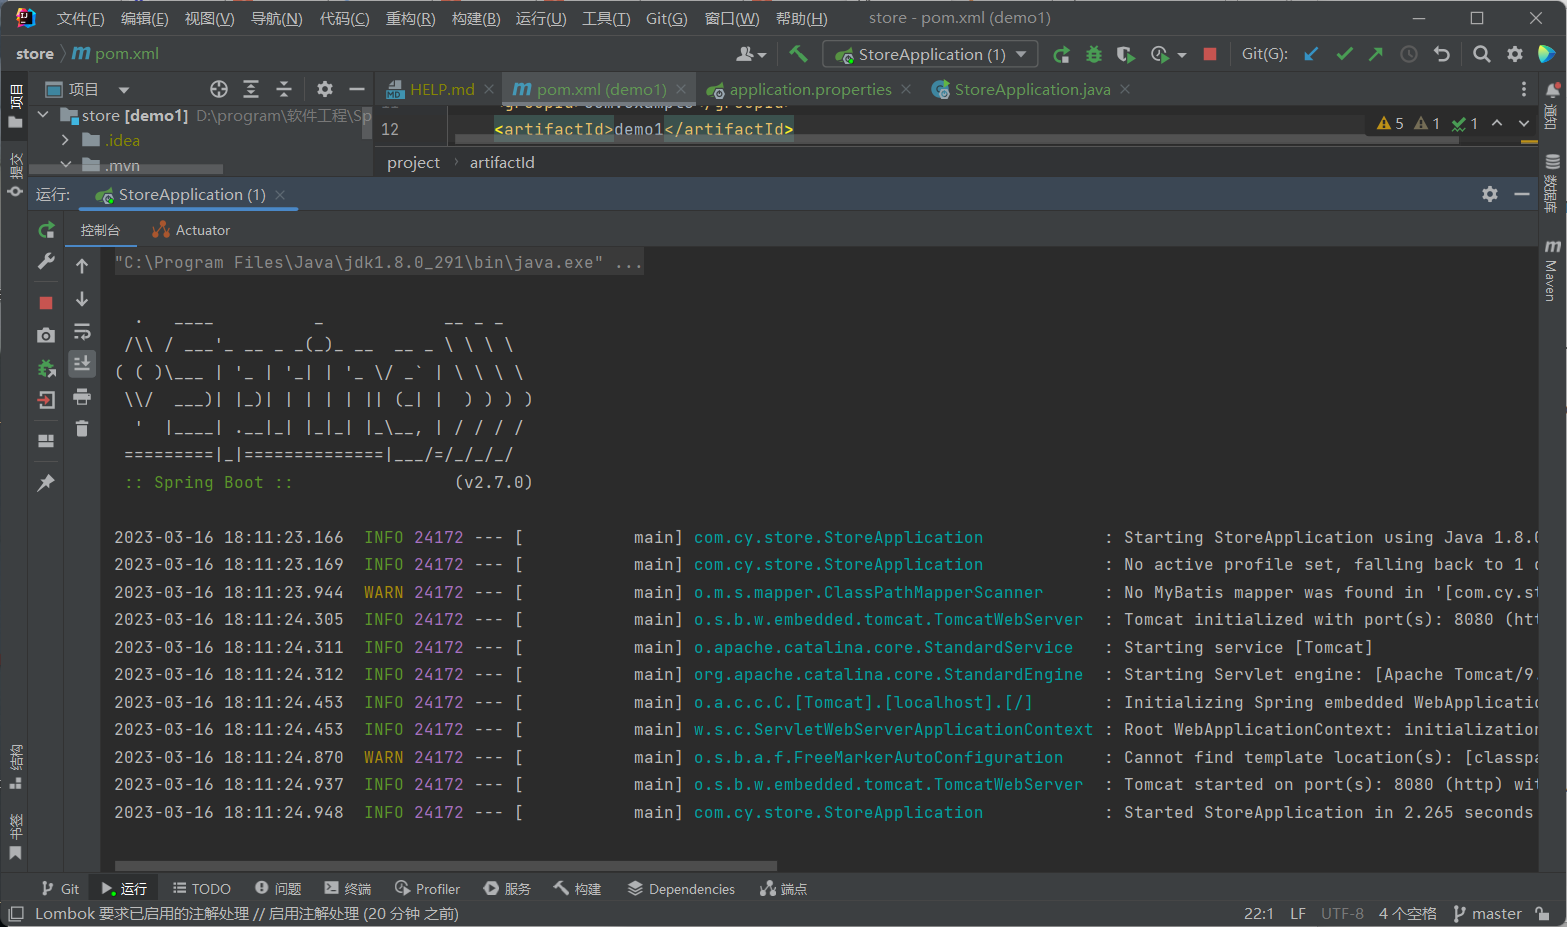 文件(F) 编辑(E) 视图(V) 导航(N) 代码(C) 重构(R) 构建(B) 运行(U) 工具(T) Git(G) 窗口(W) 帮助(H) store - pom.xml (demo1)
store pom.xml StoreApplication (1) Git(G):
项目 HELP.md pom.xml (demo1) application.properties StoreApplication.java
store [demo1] D:\program\软件工程\Sp
12 <artifactId>demo1</artifactId> 5 1 1
.idea
.mvn
project artifactId
项目
提交
通知
数据库
Maven
运行: StoreApplication (1)
控制台 Actuator
"C:\Program Files\Java\jdk1.8.0_291\bin\java.exe" ...
  .   ____          _            __ _ _
 /\\ / ___'_ __ _ _(_)_ __  __ _ \ \ \ \
( ( )\___ | '_ | '_| | '_ \/ _` | \ \ \ \
 \\/  ___)| |_)| | | | | || (_| |  ) ) ) )
  '  |____| .__|_| |_|_| |_\__, | / / / /
 =========|_|==============|___/=/_/_/_/
 :: Spring Boot ::                (v2.7.0)
2023-03-16 18:11:23.166  INFO 24172 --- [           main] com.cy.store.StoreApplication            : Starting StoreApplication using Java 1.8.0
2023-03-16 18:11:23.169  INFO 24172 --- [           main] com.cy.store.StoreApplication            : No active profile set, falling back to 1 d
2023-03-16 18:11:23.944  WARN 24172 --- [           main] o.m.s.mapper.ClassPathMapperScanner      : No MyBatis mapper was found in '[com.cy.st
2023-03-16 18:11:24.305  INFO 24172 --- [           main] o.s.b.w.embedded.tomcat.TomcatWebServer  : Tomcat initialized with port(s): 8080 (htt
2023-03-16 18:11:24.311  INFO 24172 --- [           main] o.apache.catalina.core.StandardService   : Starting service [Tomcat]
2023-03-16 18:11:24.312  INFO 24172 --- [           main] org.apache.catalina.core.StandardEngine  : Starting Servlet engine: [Apache Tomcat/9.
2023-03-16 18:11:24.453  INFO 24172 --- [           main] o.a.c.c.C.[Tomcat].[localhost].[/]       : Initializing Spring embedded WebApplicatio
2023-03-16 18:11:24.453  INFO 24172 --- [           main] w.s.c.ServletWebServerApplicationContext : Root WebApplicationContext: initialization
2023-03-16 18:11:24.870  WARN 24172 --- [           main] o.s.b.a.f.FreeMarkerAutoConfiguration    : Cannot find template location(s): [classpa
2023-03-16 18:11:24.937  INFO 24172 --- [           main] o.s.b.w.embedded.tomcat.TomcatWebServer  : Tomcat started on port(s): 8080 (http) wit
2023-03-16 18:11:24.948  INFO 24172 --- [           main] com.cy.store.StoreApplication            : Started StoreApplication in 2.265 seconds
结构
书签
Git 运行 TODO 问题 终端 Profiler 服务 构建 Dependencies 端点
Lombok 要求已启用的注解处理 // 启用注解处理 (20 分钟 之前) 22:1 LF UTF-8 4 个空格 master